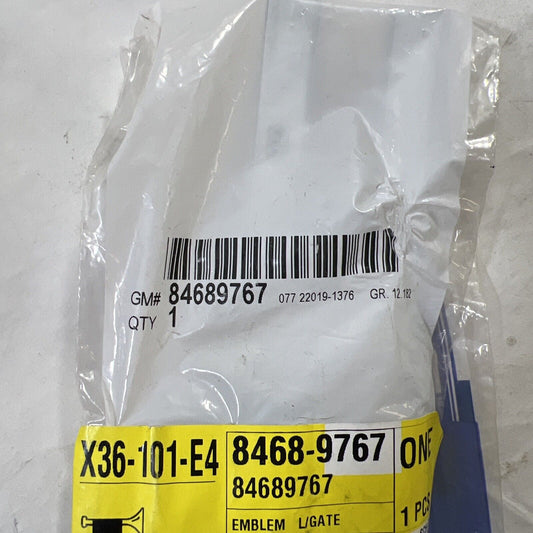 GM# 84689767 077 22019-1376 GR. 12.182
QTY 1
X36-101-E4 8468-9767 ONE
84689767
EMBLEM L/GATE 1 PCS